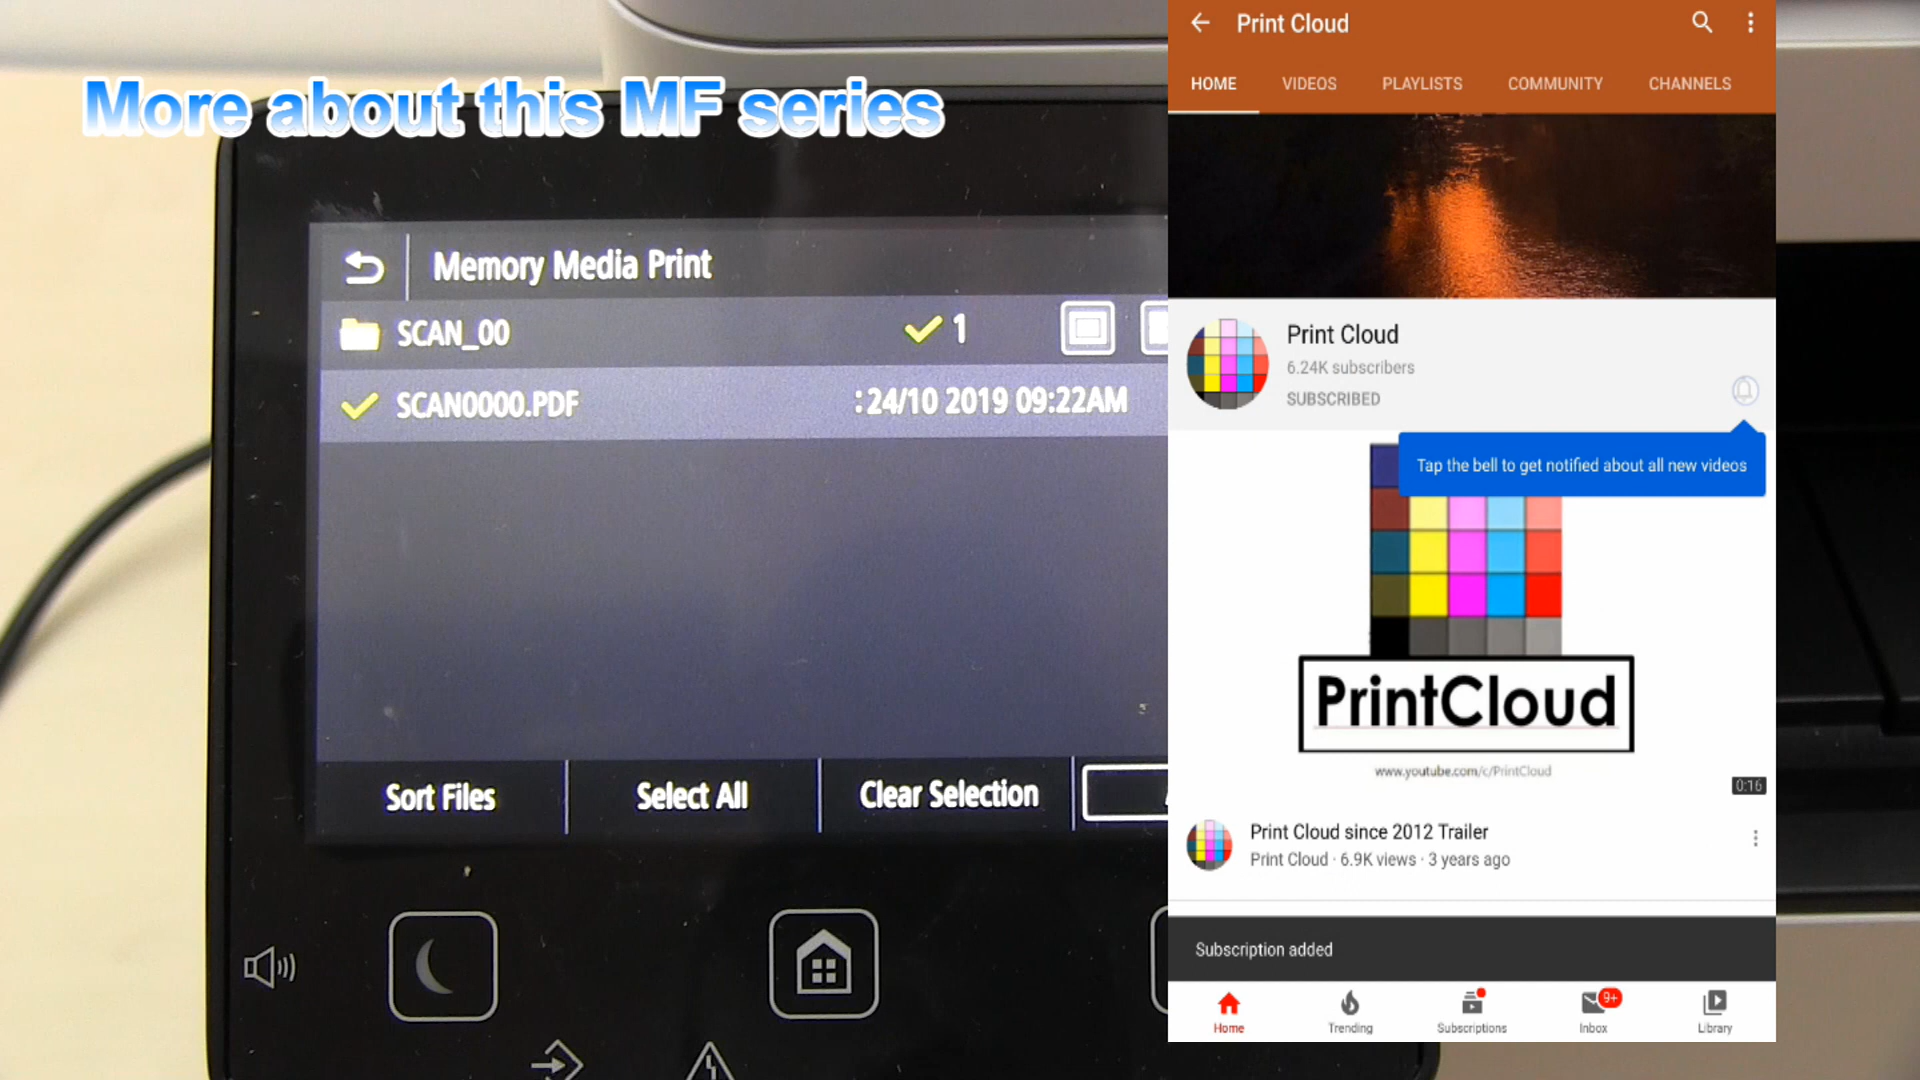 More about this MF series
Memory Media Print
SCAN_00
1
SCAN0000.PDF
:24/10 2019 09:22AM
Sort Files
Select All
Clear Selection
Print Cloud
HOME
VIDEOS
PLAYLISTS
COMMUNITY
CHANNELS
Print Cloud
6.24K subscribers
SUBSCRIBED
Tap the bell to get notified about all new videos
PrintCloud
www.youtube.com/c/PrintCloud
0:16
Print Cloud since 2012 Trailer
Print Cloud · 6.9K views · 3 years ago
Subscription added
Home
Trending
Subscriptions
9+
Inbox
Library